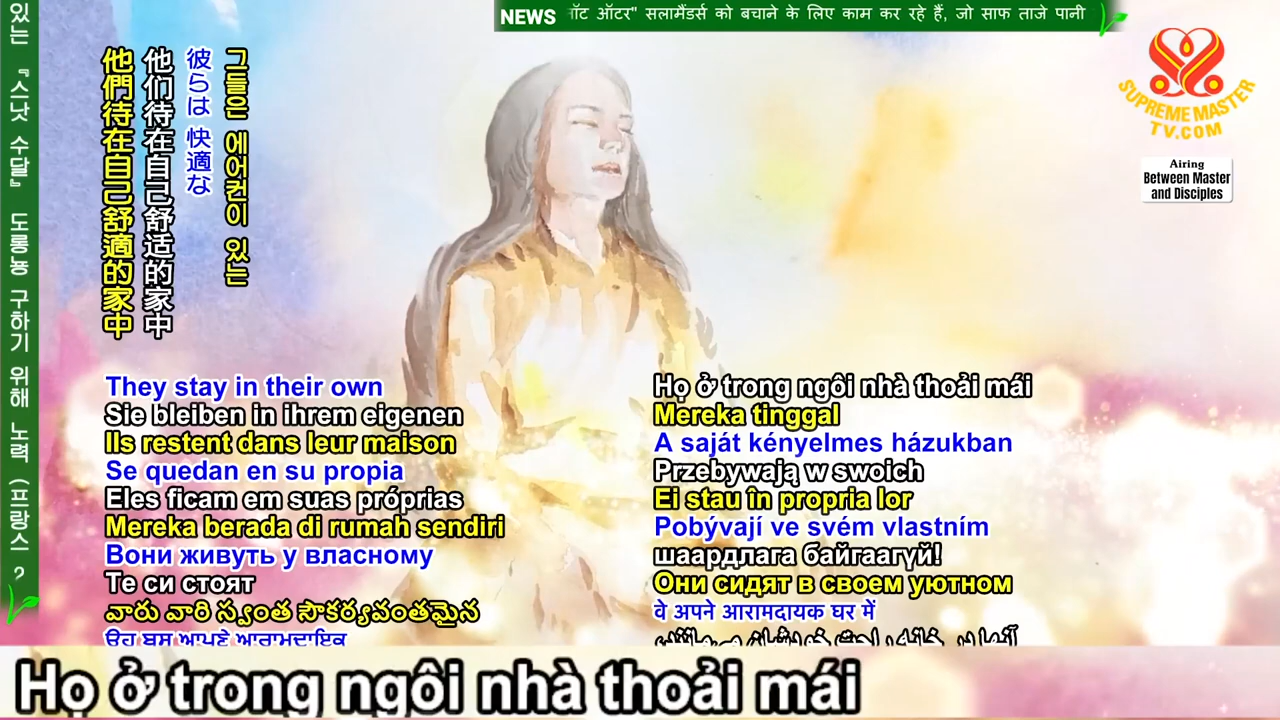 NEWS
ऑटर" सलामैंडर्स को बचाने के लिए काम कर रहे हैं, जो साफ ताजे पानी
있는 『스낫 수달』 도롱뇽 구하기 위해 노력 (프랑스
SUPREME MASTER
TV.COM
Airing
Between Master
and Disciples
그들은 에어컨이 있는
彼らは 快適な
他们待在自己舒适的家中
他們待在自己舒適的家中
They stay in their own
Sie bleiben in ihrem eigenen
Ils restent dans leur maison
Se quedan en su propia
Eles ficam em suas próprias
Mereka berada di rumah sendiri
Вони живуть у власному
Те си стоят
వారు వారి స్వంత సౌకర్యవంతమైన
ਉਹ ਬਸ ਆਪਣੇ ਆਰਾਮਦਾਇਕ
Họ ở trong ngôi nhà thoải mái
Mereka tinggal
A saját kényelmes házukban
Przebywają w swoich
Ei stau în propria lor
Pobývají ve svém vlastním
шаардлага байгаагүй!
Они сидят в своем уютном
वे अपने आरामदायक घर में
Họ ở trong ngôi nhà thoải mái